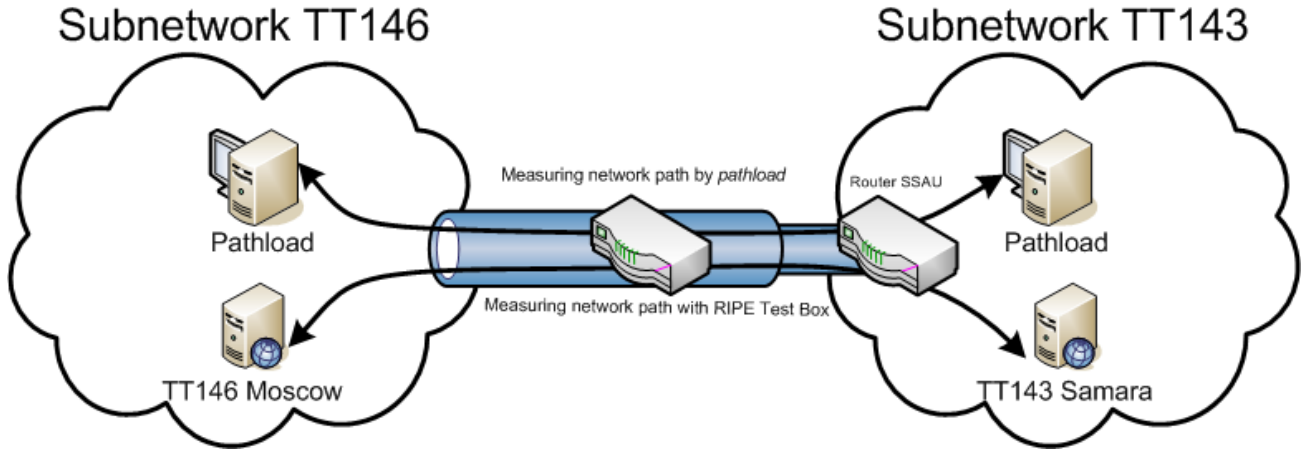 Subnetwork TT146
Subnetwork TT143
Measuring network path by pathload
Router SSAU
Pathload
Pathload
Measuring network path with RIPE Test Box
TT146 Moscow
TT143 Samara